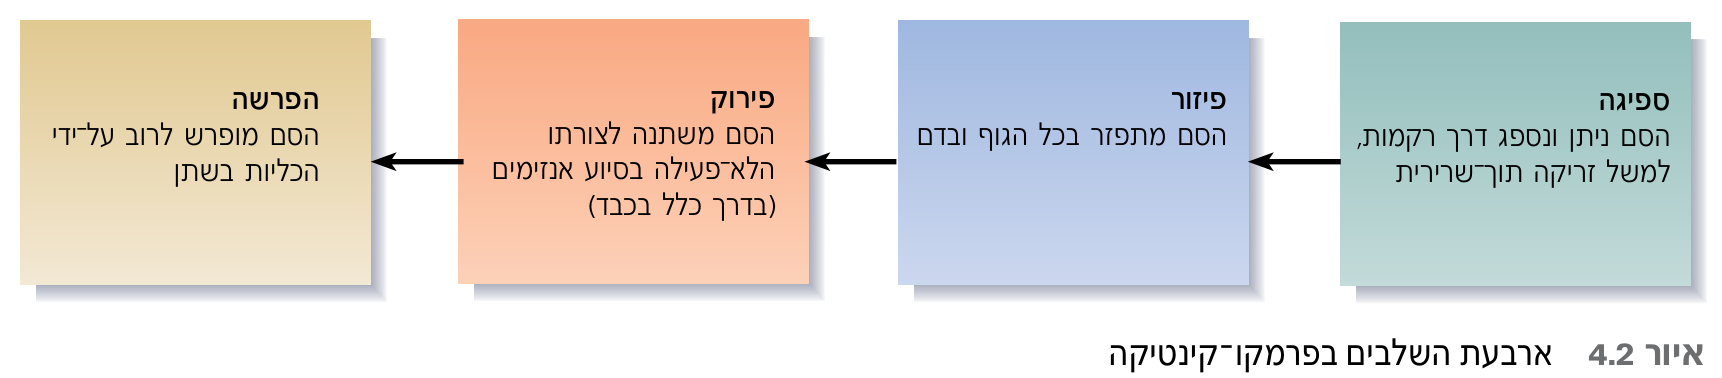 ספיגה
הסם ניתן ונספג דרך רקמות,
למשל זריקה תוך־שרירית
פיזור
הסם מתפזר בכל הגוף ובדם
פירוק
הסם משתנה לצורתו
הלא־פעילה בסיוע אנזימים
(בדרך כלל בכבד)
הפרשה
הסם מופרש לרוב על־ידי
הכליות בשתן
איור 4.2 ארבעת השלבים בפרמקו־קינטיקה